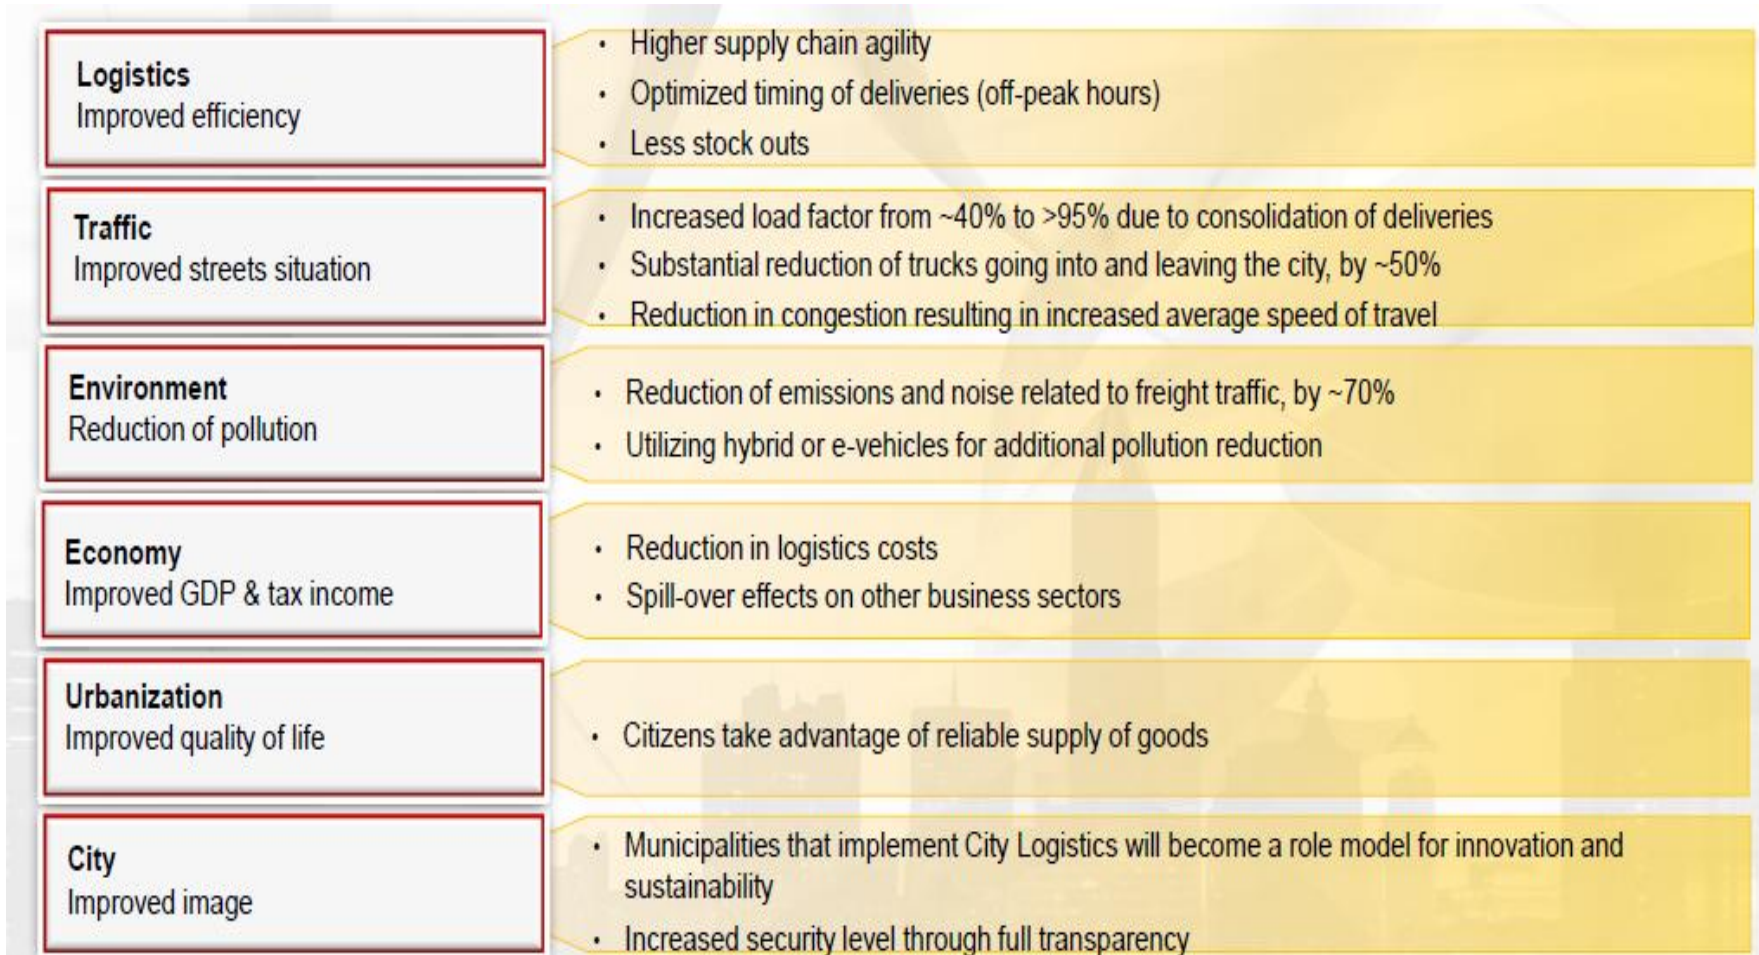 Logistics
Improved efficiency
• Higher supply chain agility
• Optimized timing of deliveries (off-peak hours)
• Less stock outs
Traffic
Improved streets situation
• Increased load factor from ~40% to >95% due to consolidation of deliveries
• Substantial reduction of trucks going into and leaving the city, by ~50%
• Reduction in congestion resulting in increased average speed of travel
Environment
Reduction of pollution
• Reduction of emissions and noise related to freight traffic, by ~70%
• Utilizing hybrid or e-vehicles for additional pollution reduction
Economy
Improved GDP & tax income
• Reduction in logistics costs
• Spill-over effects on other business sectors
Urbanization
Improved quality of life
• Citizens take advantage of reliable supply of goods
City
Improved image
• Municipalities that implement City Logistics will become a role model for innovation and
sustainability
• Increased security level through full transparency